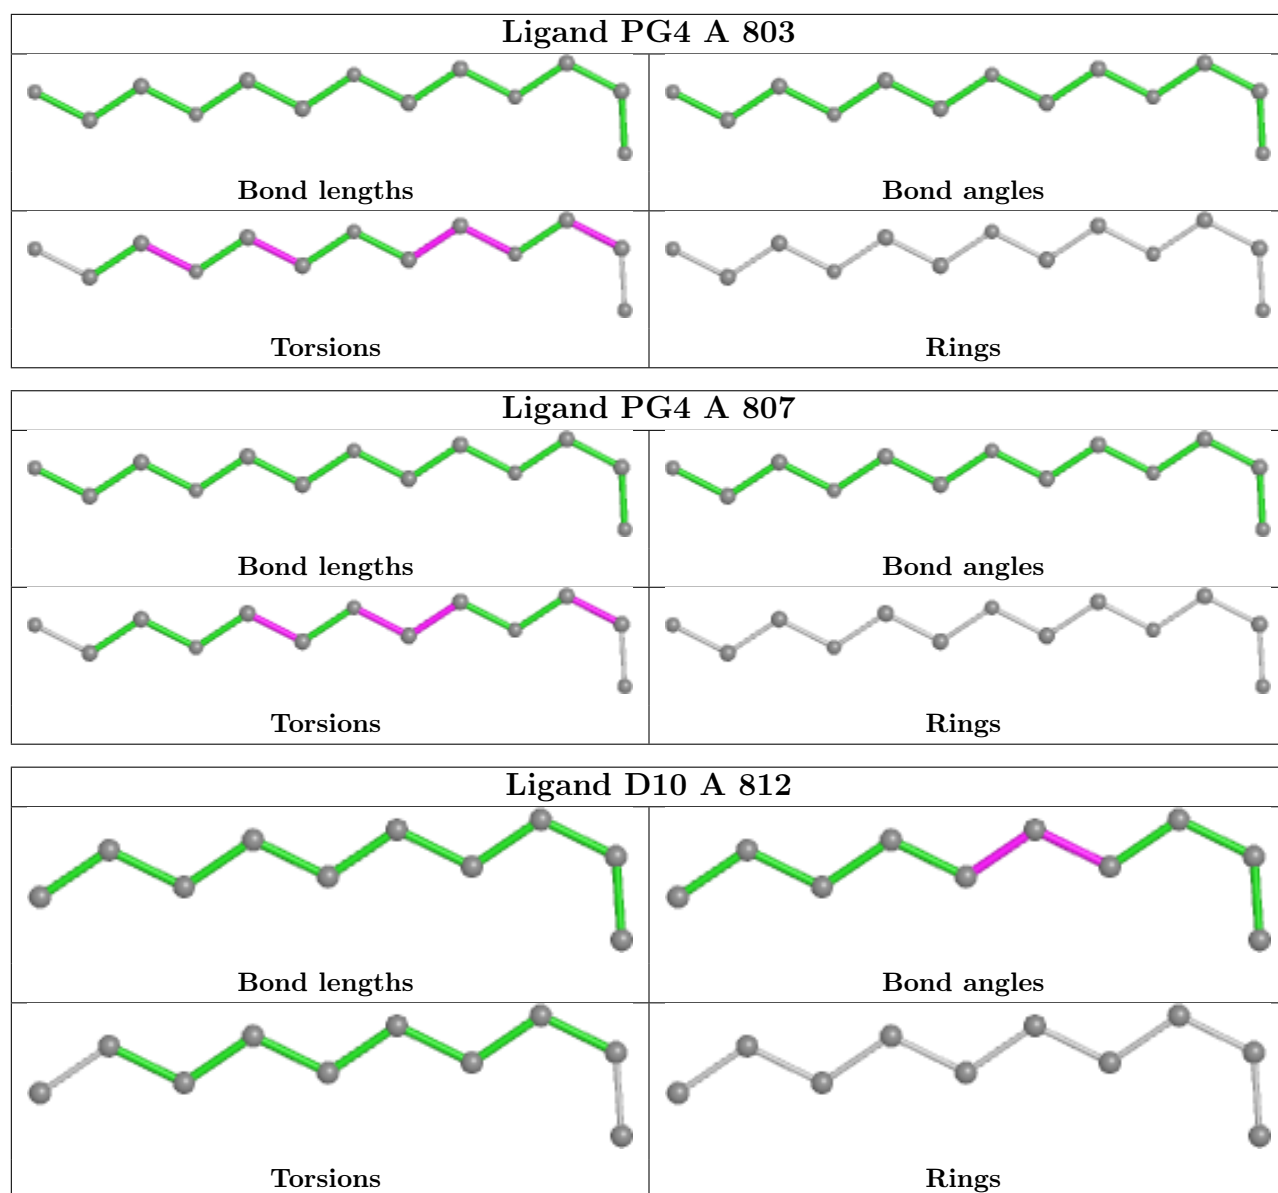 Ligand PG4 A 803
Bond lengths
Bond angles
Torsions
Rings
Ligand PG4 A 807
Bond lengths
Bond angles
Torsions
Rings
Ligand D10 A 812
Bond lengths
Bond angles
Torsions
Rings